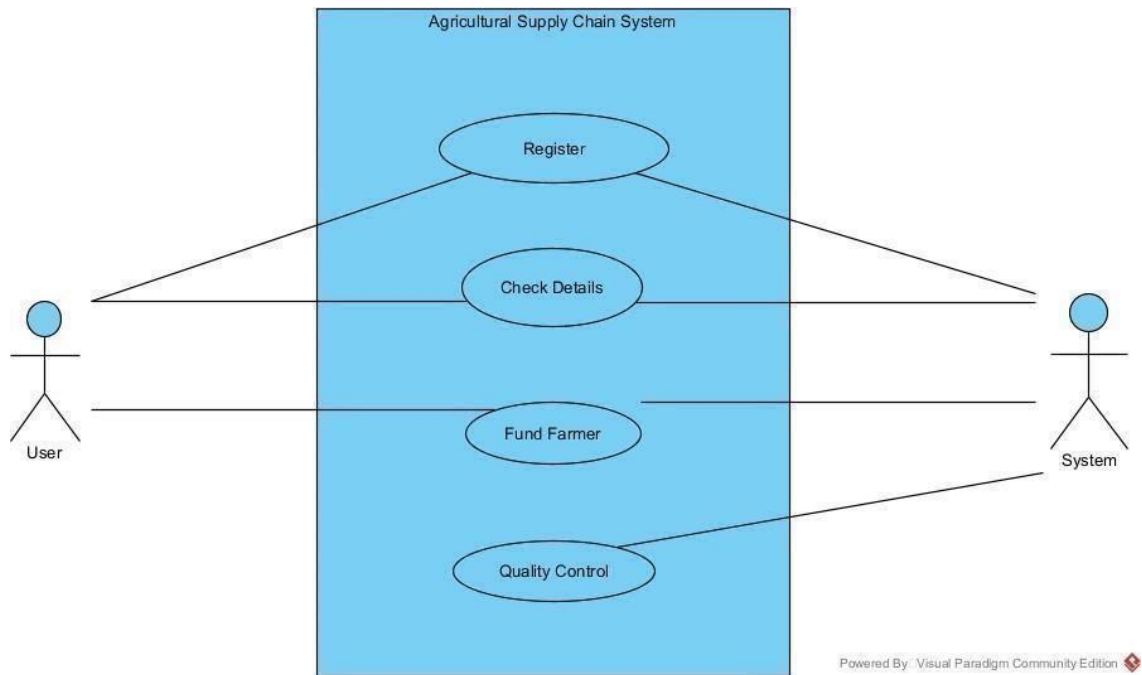 Agricultural Supply Chain System
Register
Check Details
Fund Farmer
User
System
Quality Control
Powered By Visual Paradigm Community Edition